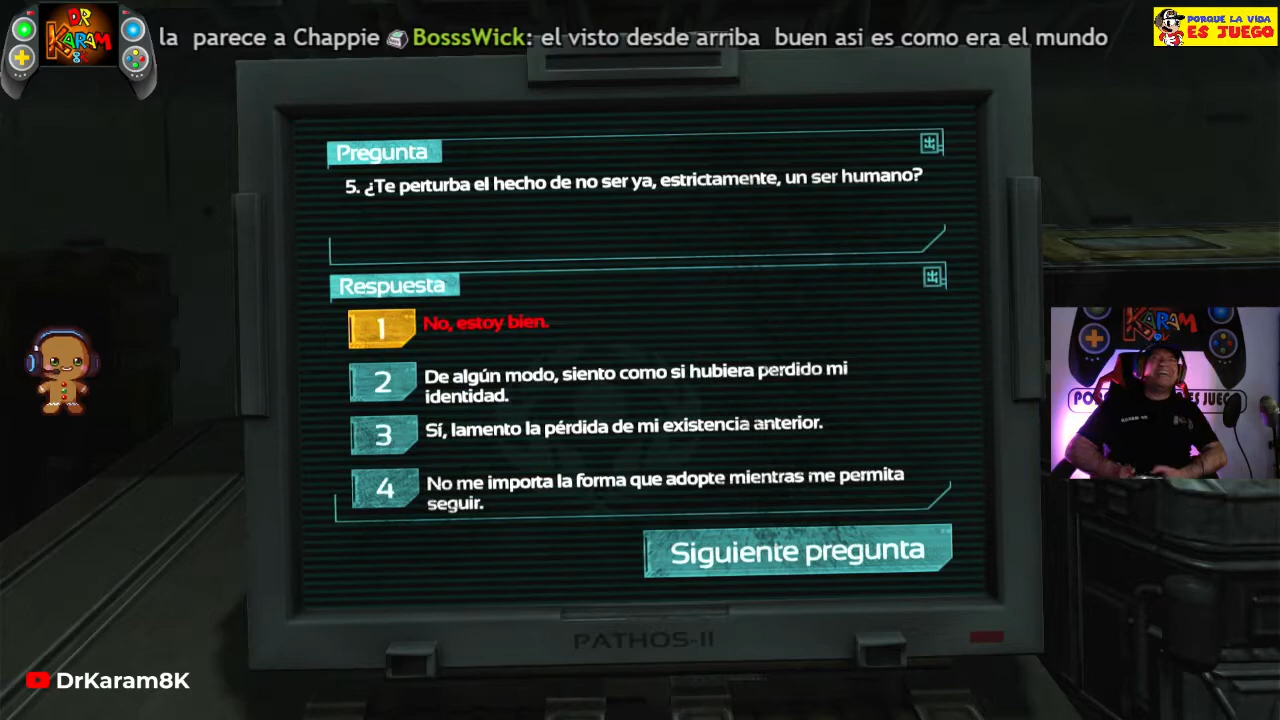 DR
KARAM
8K
la parece a Chappie BosssWick: el visto desde arriba buen asi es como era el mundo
PORQUE LA VIDA
ES JUEGO
Pregunta
5. ¿Te perturba el hecho de no ser ya, estrictamente, un ser humano?
Respuesta
1 No, estoy bien.
2 De algún modo, siento como si hubiera perdido mi
identidad.
3 Sí, lamento la pérdida de mi existencia anterior.
4 No me importa la forma que adopte mientras me permita
seguir.
Siguiente pregunta
PATHOS-II
KARAM
ES JUEGO
DrKaram8K